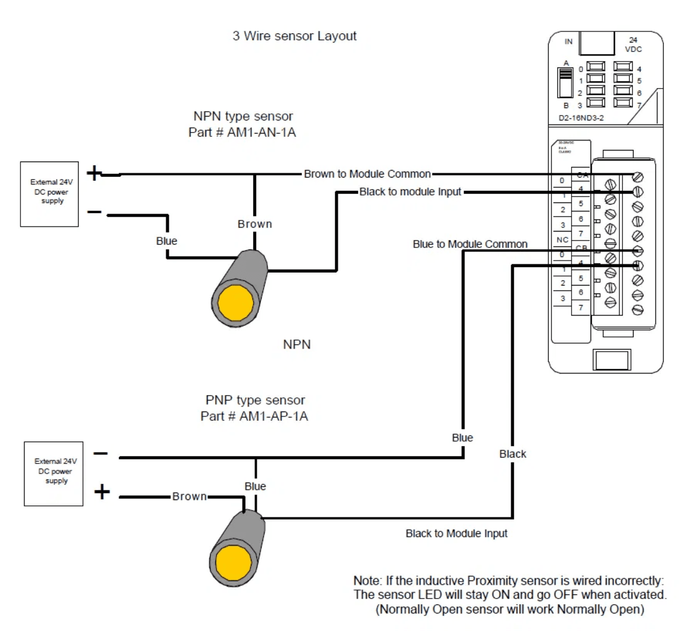 3 Wire sensor Layout
IN
24
VDC
A
0
4
1
5
2
6
B
3
7
D2-16ND3-2
NPN type sensor
Part # AM1-AN-1A
External 24V
DC power
supply
+
−
Brown to Module Common
Black to module Input
Brown
Blue
Blue to Module Common
NPN
CA
0
4
1
5
2
6
3
7
NC
CB
0
4
1
5
2
6
3
7
PNP type sensor
Part # AM1-AP-1A
External 24V
DC power
supply
−
+
Blue
Black
Blue
Brown
Black to Module Input
Note: If the inductive Proximity sensor is wired incorrectly:
The sensor LED will stay ON and go OFF when activated.
(Normally Open sensor will work Normally Open)